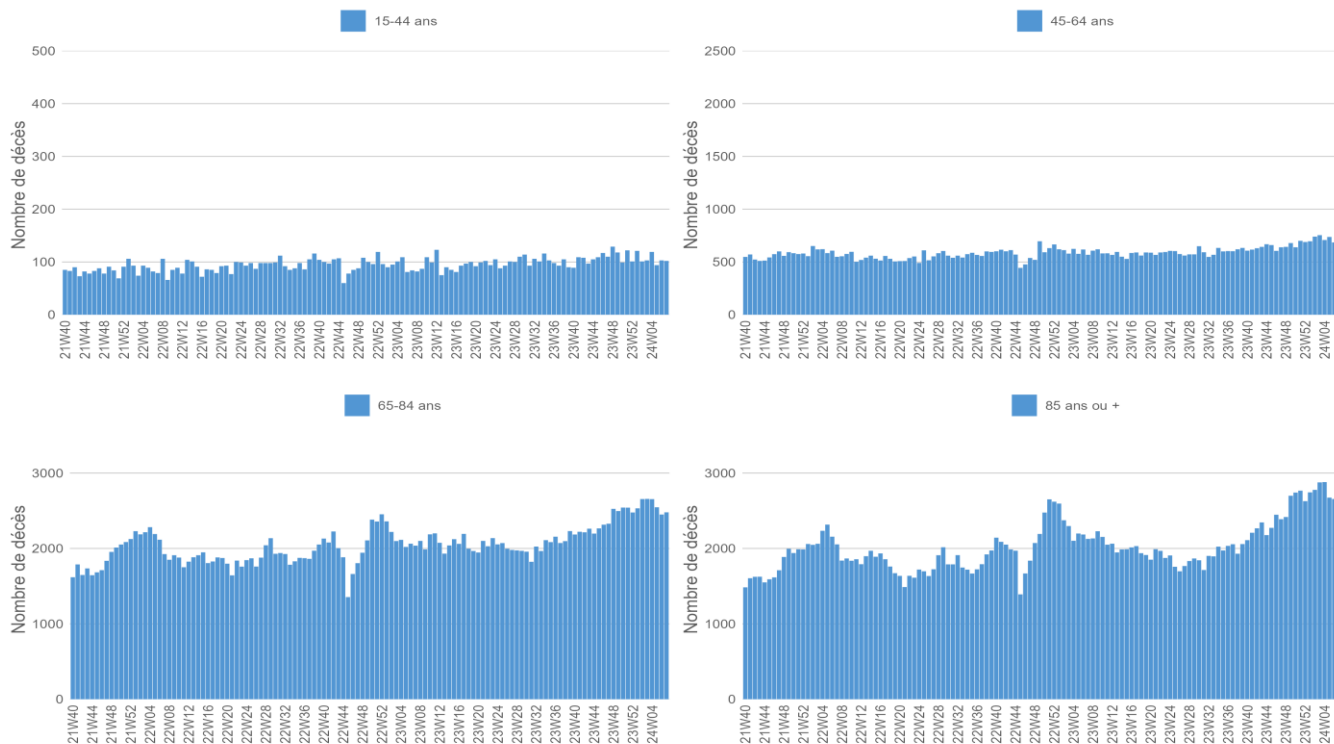 15-44 ans
500
400
300
200
100
0
Nombre de décès
21W40 21W44 21W48 21W52 22W04 22W08 22W12 22W16 22W20 22W24 22W28 22W32 22W36 22W40 22W44 22W48 22W52 23W04 23W08 23W12 23W16 23W20 23W24 23W28 23W32 23W36 23W40 23W44 23W48 23W52 24W04
45-64 ans
2500
2000
1500
1000
500
0
Nombre de décès
21W40 21W44 21W48 21W52 22W04 22W08 22W12 22W16 22W20 22W24 22W28 22W32 22W36 22W40 22W44 22W48 22W52 23W04 23W08 23W12 23W16 23W20 23W24 23W28 23W32 23W36 23W40 23W44 23W48 23W52 24W04
65-84 ans
3000
2000
1000
0
Nombre de décès
21W40 21W44 21W48 21W52 22W04 22W08 22W12 22W16 22W20 22W24 22W28 22W32 22W36 22W40 22W44 22W48 22W52 23W04 23W08 23W12 23W16 23W20 23W24 23W28 23W32 23W36 23W40 23W44 23W48 23W52 24W04
85 ans ou +
3000
2000
1000
0
Nombre de décès
21W40 21W44 21W48 21W52 22W04 22W08 22W12 22W16 22W20 22W24 22W28 22W32 22W36 22W40 22W44 22W48 22W52 23W04 23W08 23W12 23W16 23W20 23W24 23W28 23W32 23W36 23W40 23W44 23W48 23W52 24W04